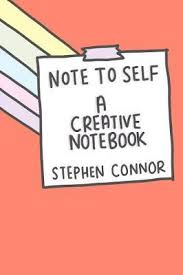 NOTE TO SELF
A
CREATIVE
NOTEBOOK
STEPHEN CONNOR